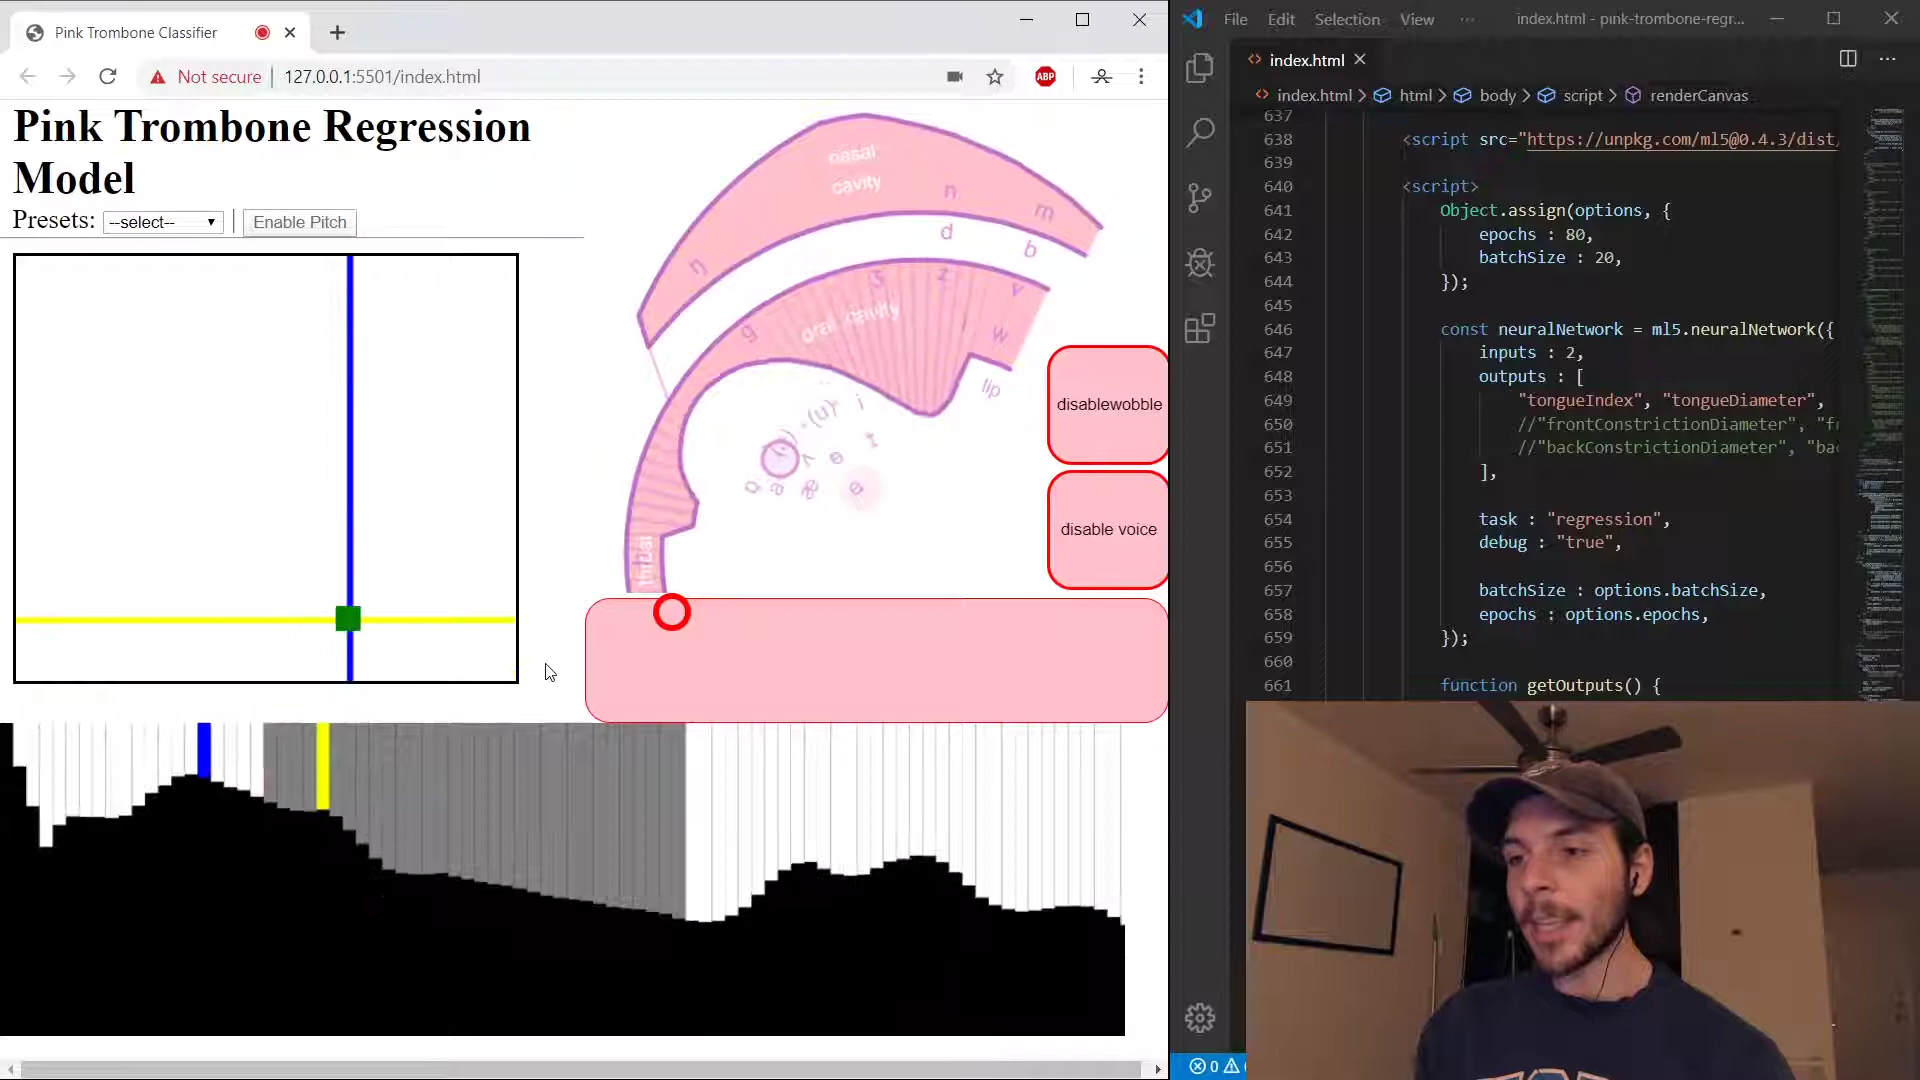 Pink Trombone Classifier
Not secure
127.0.0.1:5501/index.html
ABP
Pink Trombone Regression
Model
Presets: --select-- | Enable Pitch
nasal
cavity
n
m
ŋ
d
b
g
ʒ
z
v
oral cavity
w
lip
(u)
i
ɑ
a
æ
disablewobble
disable voice
File Edit Selection View ··· index.html - pink-trombone-regr...
index.html
index.html > html > body > script > renderCanvas
637
638 <script src="https://unpkg.com/ml5@0.4.3/dist/
639
640 <script>
641 Object.assign(options, {
642 epochs : 80,
643 batchSize : 20,
644 });
645
646 const neuralNetwork = ml5.neuralNetwork({
647 inputs : 2,
648 outputs : [
649 "tongueIndex", "tongueDiameter",
650 //"frontConstrictionDiameter", "fr
651 //"backConstrictionDiameter", "bac
652 ],
653
654 task : "regression",
655 debug : "true",
656
657 batchSize : options.batchSize,
658 epochs : options.epochs,
659 });
660
661 function getOutputs() {
0